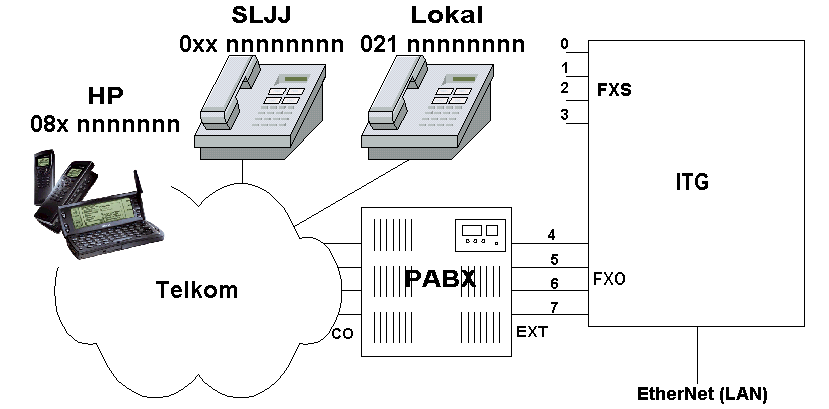 SLJJ
0xx nnnnnnnn
Lokal
021 nnnnnnnn
HP
08x nnnnnnn
0
1
2
3
FXS
ITG
Telkom
PABX
4
5
6
7
FXO
CO
EXT
EtherNet (LAN)